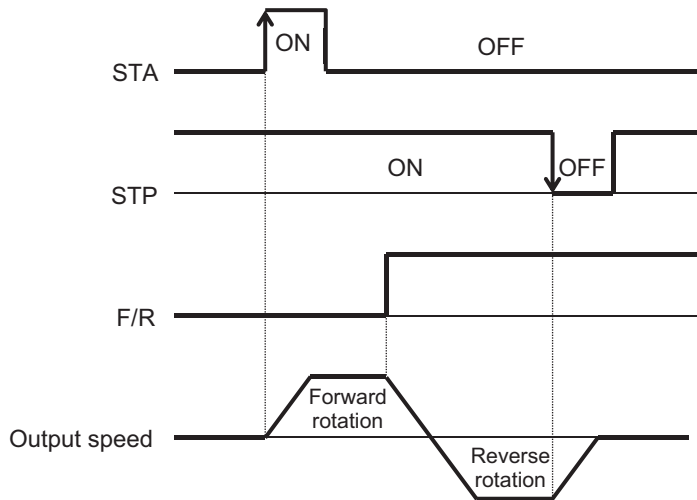 ON
OFF
STA
ON
OFF
STP
F/R
Forward
rotation
Output speed
Reverse
rotation